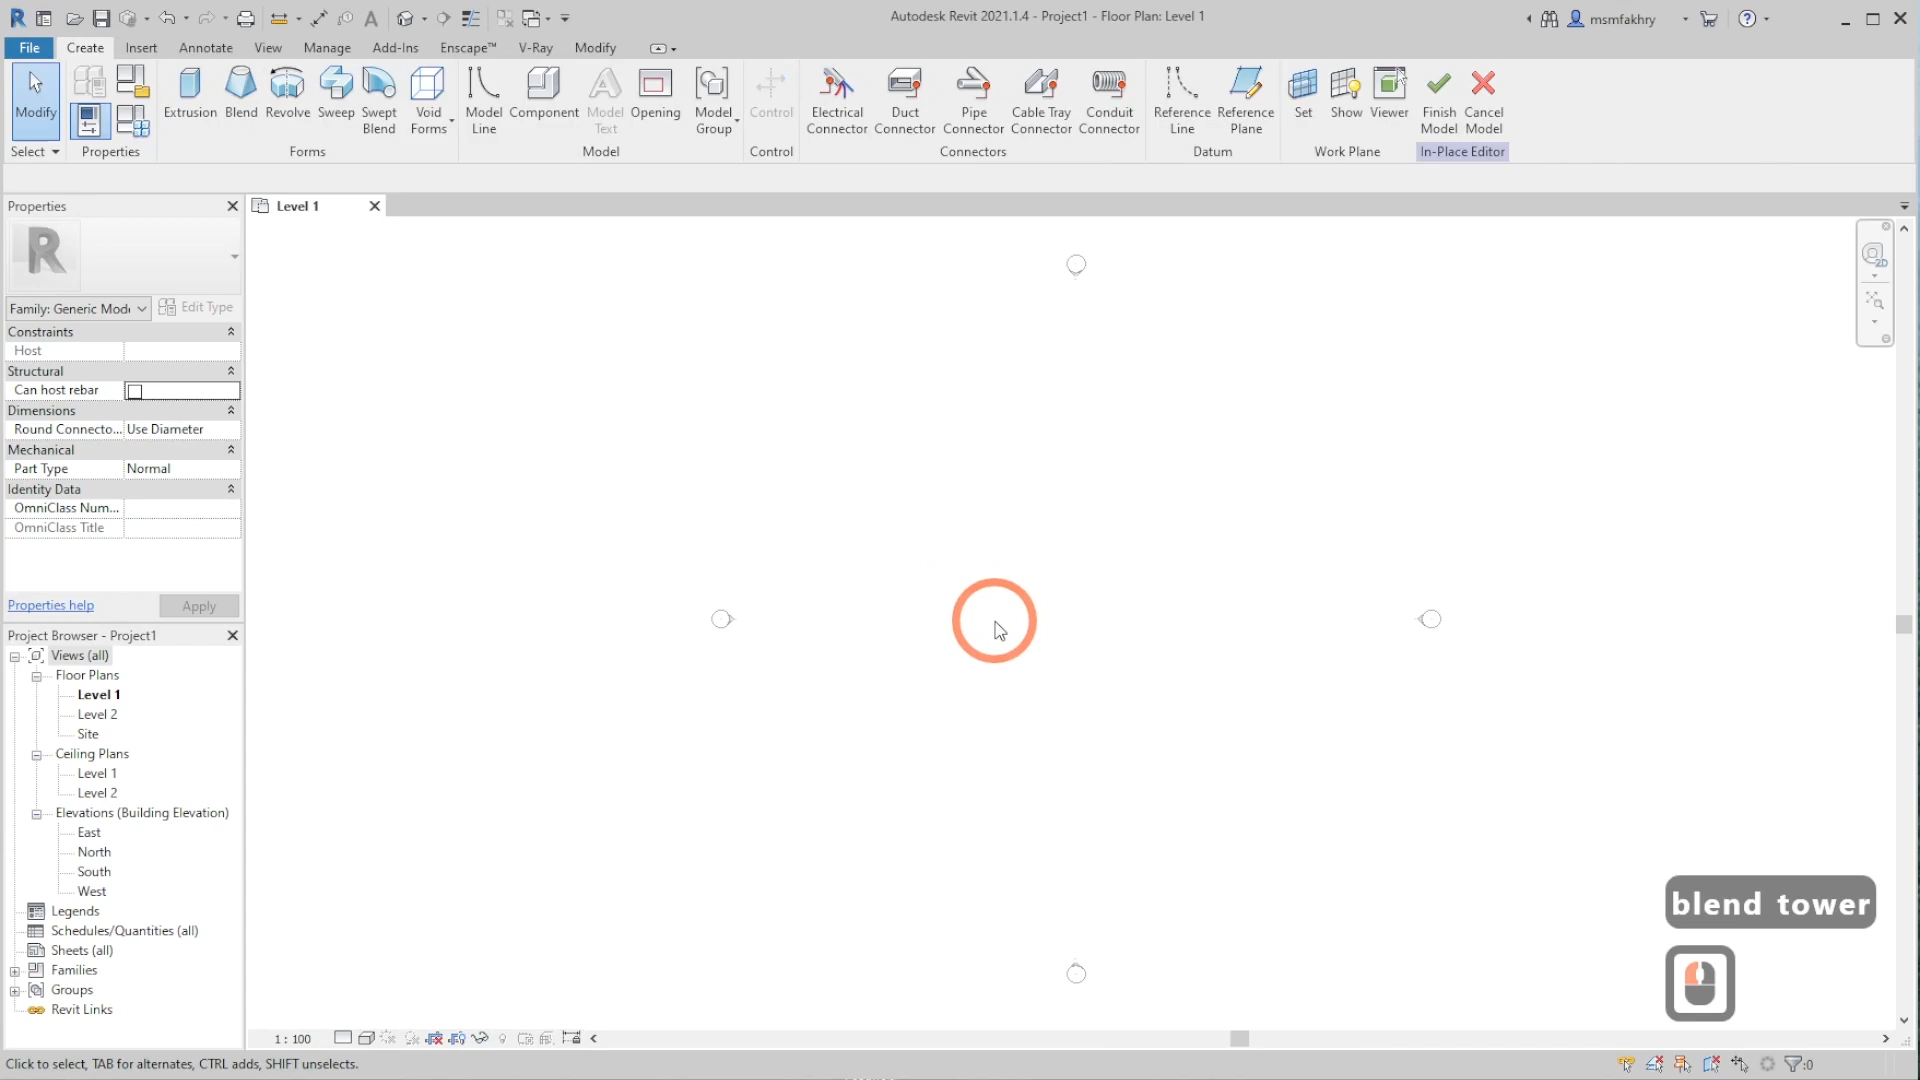 Autodesk Revit 2021.1.4 - Project1 - Floor Plan: Level 1
msmfakhry
File Create Insert Annotate View Manage Add-Ins Enscape™ V-Ray Modify
Modify
Extrusion Blend Revolve Sweep Swept Blend Void Forms
Model Line Component Model Text Opening Model Group
Control
Electrical Connector Duct Connector Pipe Connector Cable Tray Connector Conduit Connector
Reference Line Reference Plane
Set Show Viewer
Finish Model Cancel Model
Select Properties Forms Model Control Connectors Datum Work Plane In-Place Editor
Properties
Level 1
R
2D
Family: Generic Mode
Edit Type
Constraints
Host
Structural
Can host rebar
Dimensions
Round Connecto... Use Diameter
Mechanical
Part Type Normal
Identity Data
OmniClass Num...
OmniClass Title
Properties help
Apply
Project Browser - Project1
Views (all)
Floor Plans
Level 1
Level 2
Site
Ceiling Plans
Level 1
Level 2
Elevations (Building Elevation)
East
North
South
West
Legends
Schedules/Quantities (all)
Sheets (all)
Families
Groups
Revit Links
blend tower
1 : 100
Click to select, TAB for alternates, CTRL adds, SHIFT unselects.
:0